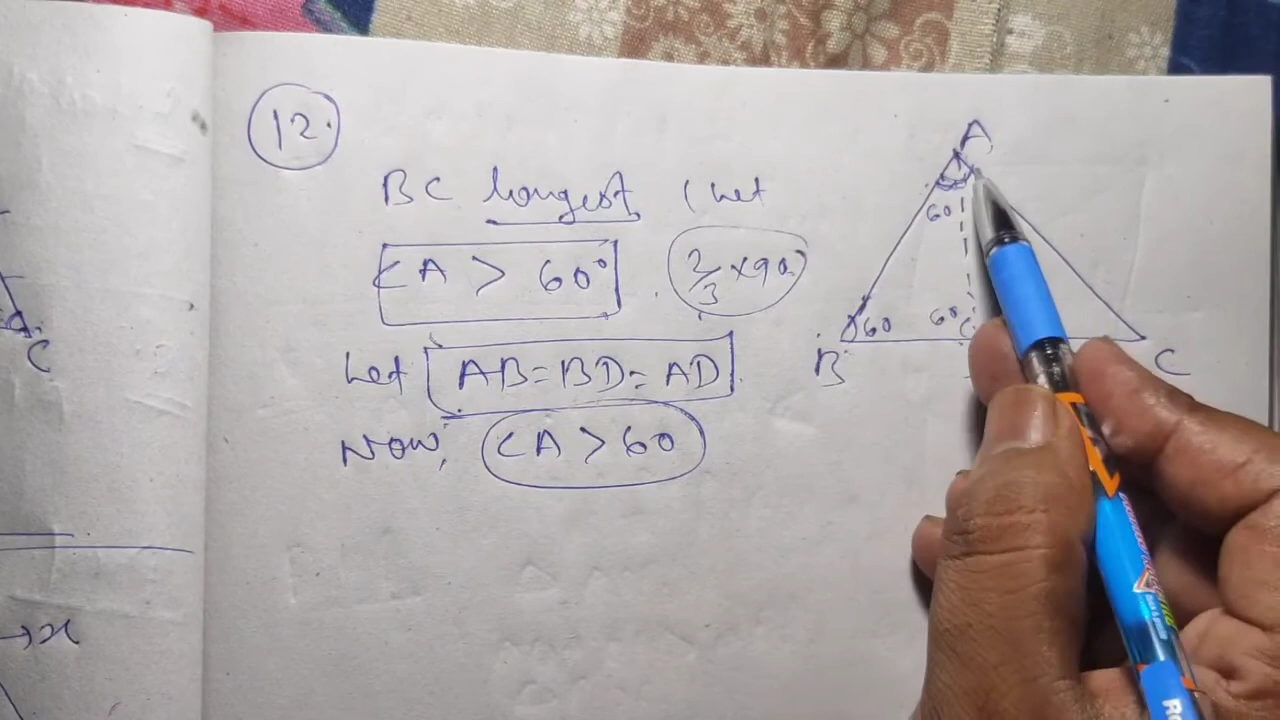 12.
BC longest (Let
∠A > 60° . 2/3 × 90
Let AB = BD = AD.
Now, ∠A > 60
A
60
60 60
B C
C
→ x